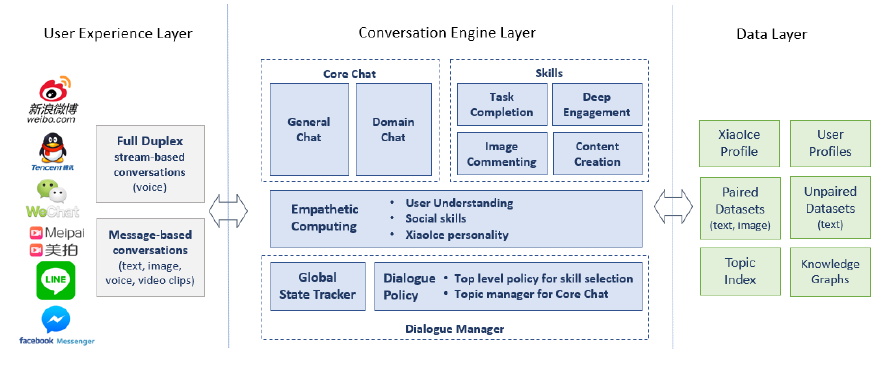 User Experience Layer
Conversation Engine Layer
Data Layer
新浪微博
weibo.com
Tencent 腾讯
WeChat
Meipai
美拍
LINE
facebook Messenger
Full Duplex
stream-based
conversations
(voice)
Message-based
conversations
(text, image,
voice, video clips)
Core Chat
General
Chat
Domain
Chat
Skills
Task
Completion
Deep
Engagement
Image
Commenting
Content
Creation
Empathetic
Computing
• User Understanding
• Social skills
• XiaoIce personality
Global
State Tracker
Dialogue
Policy
• Top level policy for skill selection
• Topic manager for Core Chat
Dialogue Manager
XiaoIce
Profile
User
Profiles
Paired
Datasets
(text, image)
Unpaired
Datasets
(text)
Topic
Index
Knowledge
Graphs